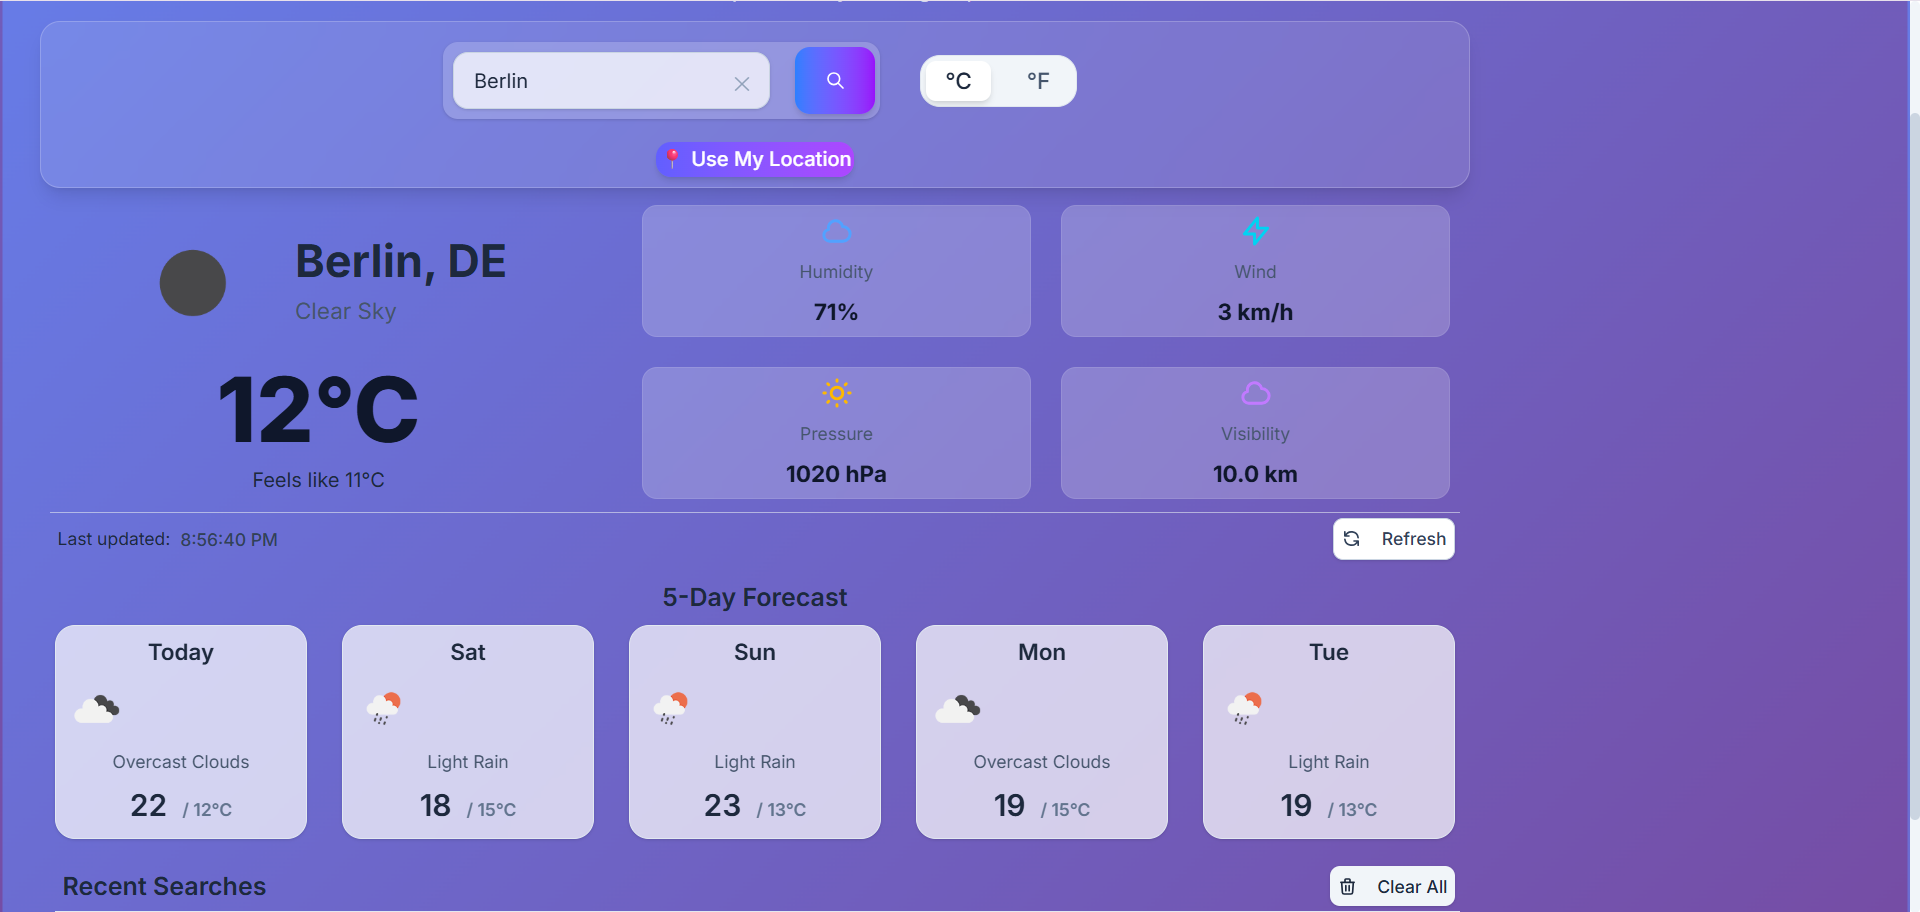 Berlin
°C
°F
Use My Location
Berlin, DE
Clear Sky
12°C
Feels like 11°C
Humidity
71%
Wind
3 km/h
Pressure
1020 hPa
Visibility
10.0 km
Last updated: 8:56:40 PM
Refresh
5-Day Forecast
Today
Overcast Clouds
22 / 12°C
Sat
Light Rain
18 / 15°C
Sun
Light Rain
23 / 13°C
Mon
Overcast Clouds
19 / 15°C
Tue
Light Rain
19 / 13°C
Recent Searches
Clear All